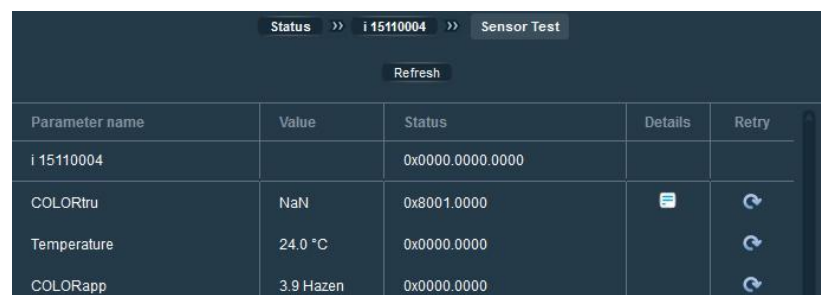 Status » i 15110004 » Sensor Test
Refresh
Parameter name Value Status Details Retry
i 15110004 0x0000.0000.0000
COLORtru NaN 0x8001.0000
Temperature 24.0 °C 0x0000.0000
COLORapp 3.9 Hazen 0x0000.0000